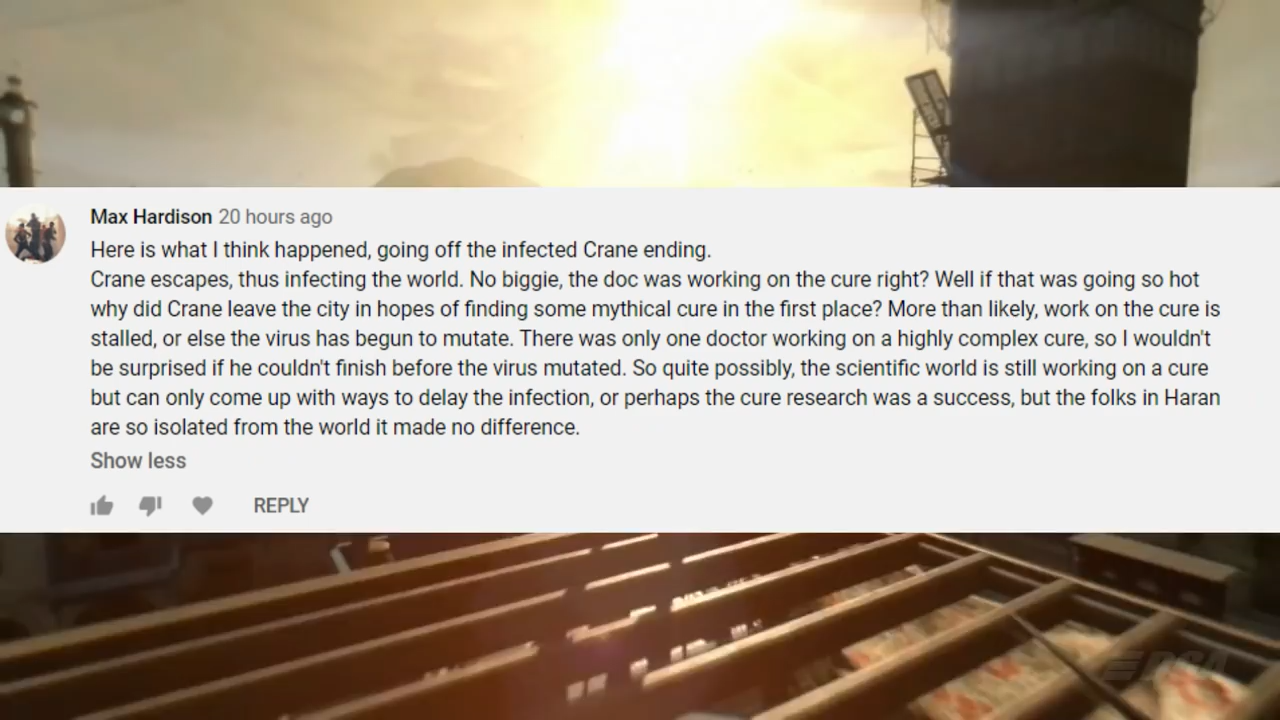 Max Hardison 20 hours ago
Here is what I think happened, going off the infected Crane ending.
Crane escapes, thus infecting the world. No biggie, the doc was working on the cure right? Well if that was going so hot
why did Crane leave the city in hopes of finding some mythical cure in the first place? More than likely, work on the cure is
stalled, or else the virus has begun to mutate. There was only one doctor working on a highly complex cure, so I wouldn't
be surprised if he couldn't finish before the virus mutated. So quite possibly, the scientific world is still working on a cure
but can only come up with ways to delay the infection, or perhaps the cure research was a success, but the folks in Haran
are so isolated from the world it made no difference.
Show less
REPLY